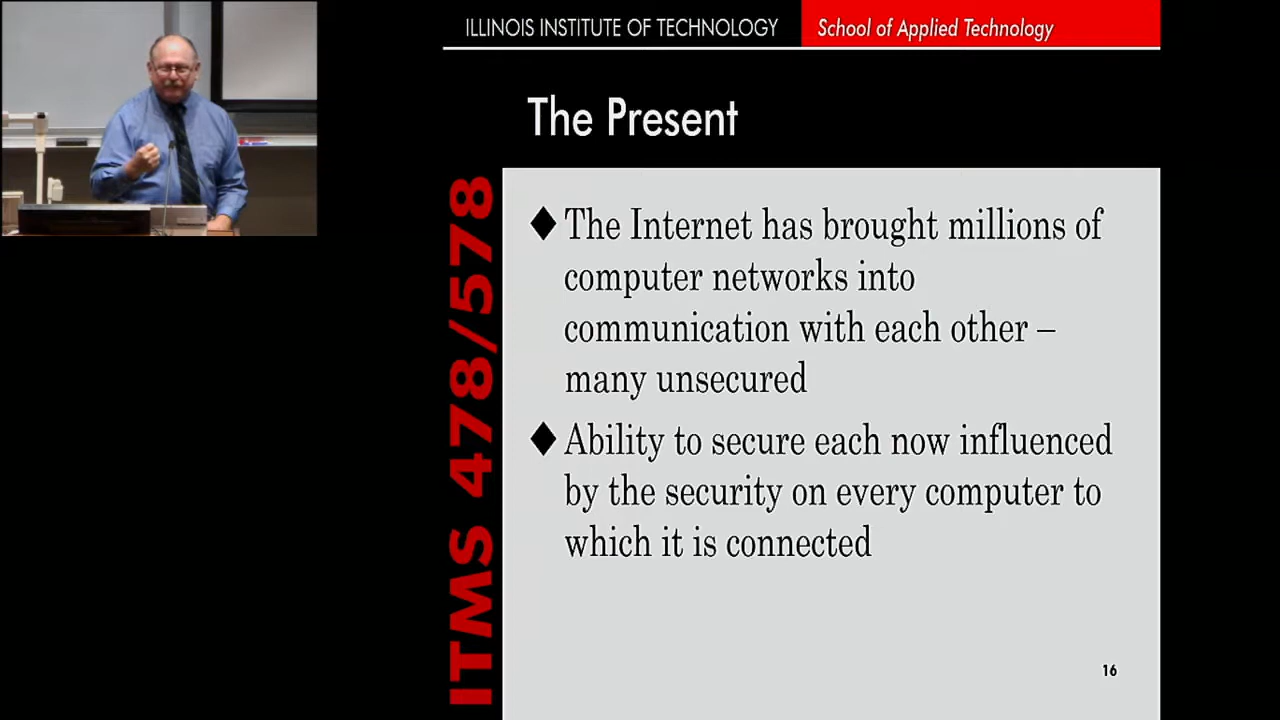 ILLINOIS INSTITUTE OF TECHNOLOGY School of Applied Technology
The Present
ITMS 478/578
♦ The Internet has brought millions of
computer networks into
communication with each other –
many unsecured
♦ Ability to secure each now influenced
by the security on every computer to
which it is connected
16